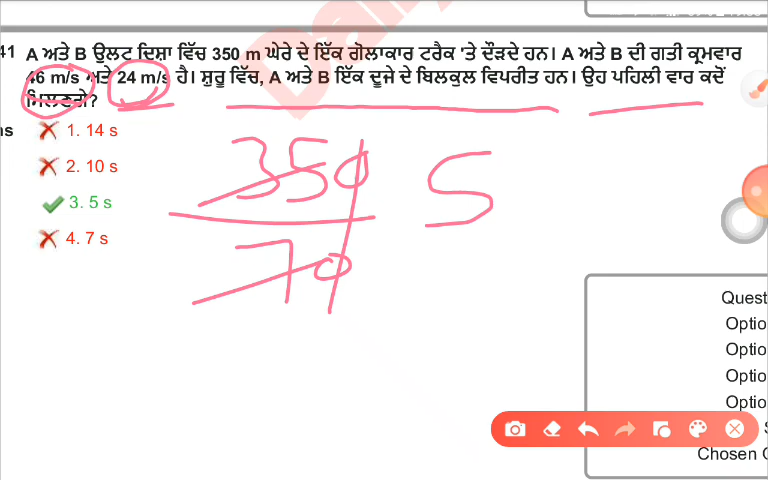 41 A ਅਤੇ B ਉਲਟ ਦਿਸ਼ਾ ਵਿੱਚ 350 m ਘੇਰੇ ਦੇ ਇੱਕ ਗੋਲਾਕਾਰ ਟਰੈਕ 'ਤੇ ਦੌੜਦੇ ਹਨ। A ਅਤੇ B ਦੀ ਗਤੀ ਕ੍ਰਮਵਾਰ
46 m/s ਅਤੇ 24 m/s ਹੈ। ਸ਼ੁਰੂ ਵਿੱਚ, A ਅਤੇ B ਇੱਕ ਦੂਜੇ ਦੇ ਬਿਲਕੁਲ ਵਿਪਰੀਤ ਹਨ। ਉਹ ਪਹਿਲੀ ਵਾਰ ਕਦੋਂ
ਮਿਲਣਗੇ?
ns
1. 14 s
2. 10 s
3. 5 s
4. 7 s
350
70
5
Quest
Optio
Optio
Optio
Optio
Chosen